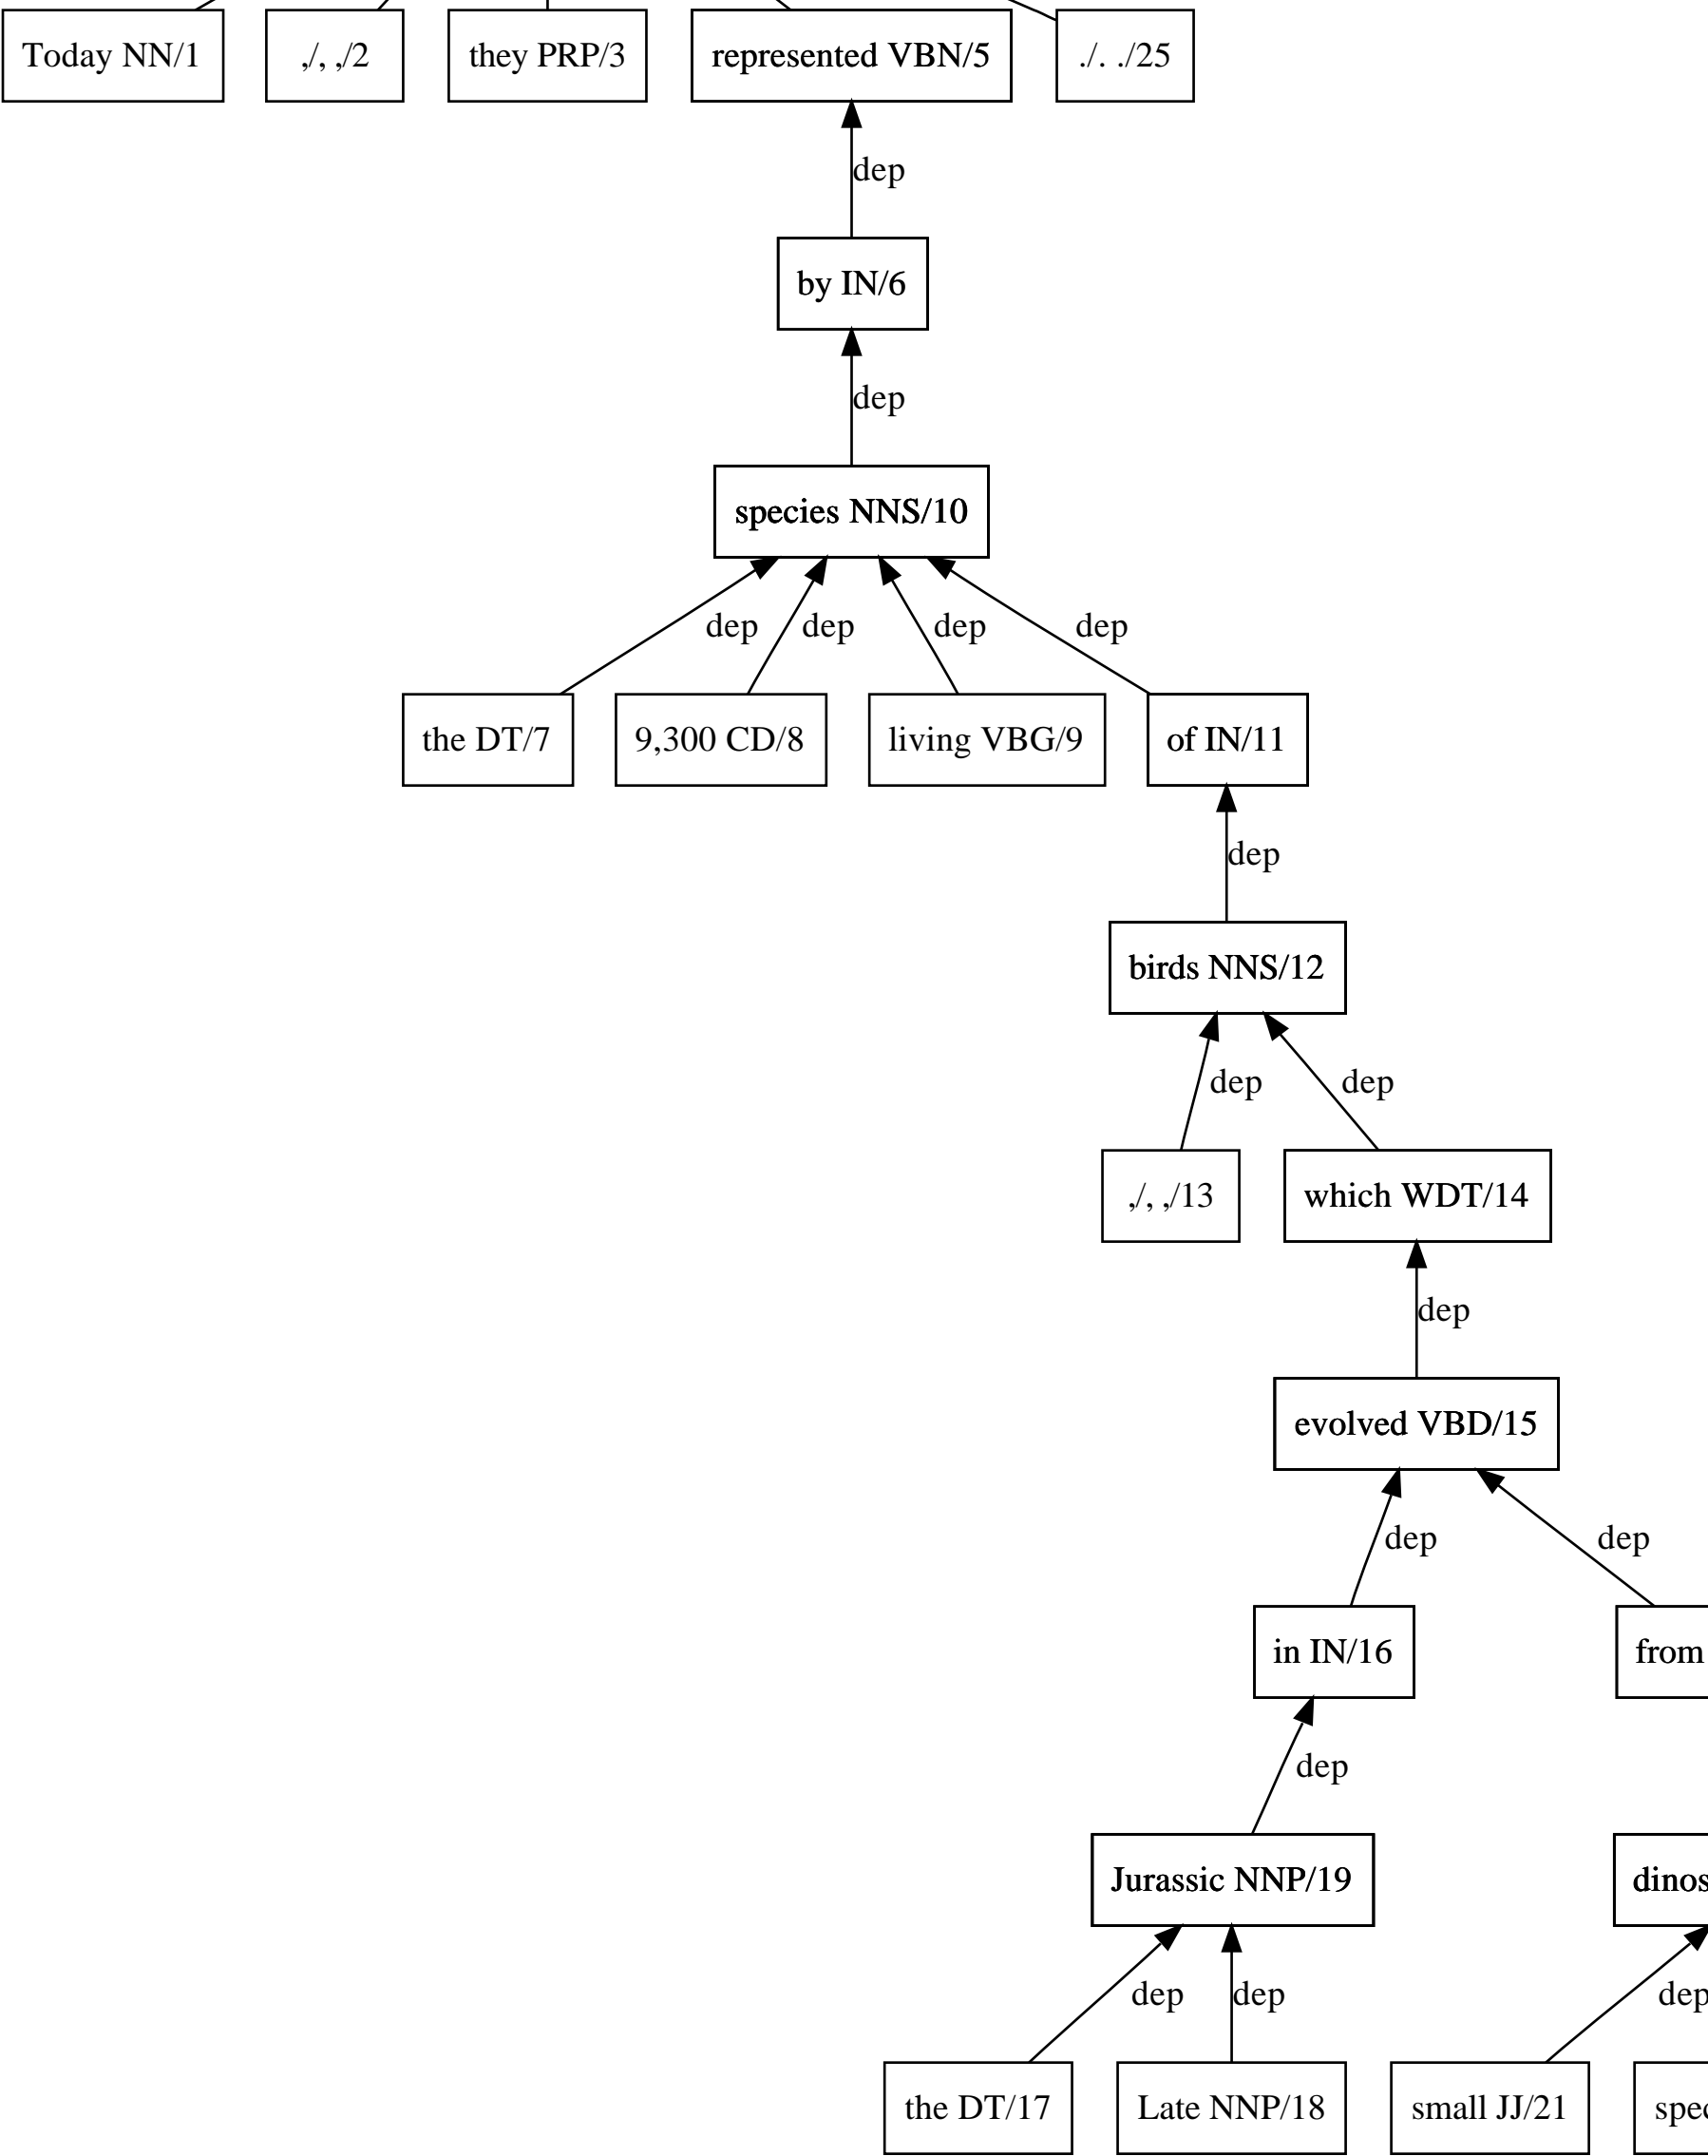 Today NN/1 ,/, ,/2 they PRP/3 represented VBN/5 ./. ./25
dep
by IN/6
dep
species NNS/10
dep dep dep dep
the DT/7 9,300 CD/8 living VBG/9 of IN/11
dep
birds NNS/12
dep dep
,/, ,/13 which WDT/14
dep
evolved VBD/15
dep dep
in IN/16 from
dep
Jurassic NNP/19
dep dep dep
the DT/17 Late NNP/18 small JJ/21